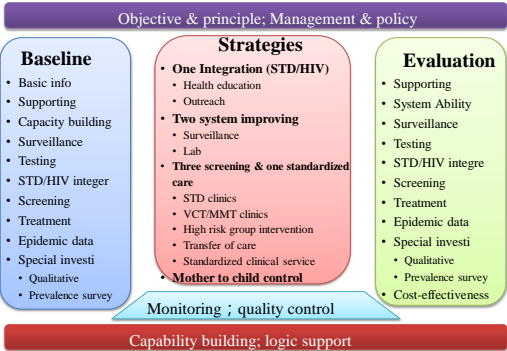 Objective & principle; Management & policy
Baseline
• Basic info
• Supporting
• Capacity building
• Surveillance
• Testing
• STD/HIV integer
• Screening
• Treatment
• Epidemic data
• Special investi
• Qualitative
• Prevalence survey
Strategies
• One Integration (STD/HIV)
• Health education
• Outreach
• Two system improving
• Surveillance
• Lab
• Three screening & one standardized
care
• STD clinics
• VCT/MMT clinics
• High risk group intervention
• Transfer of care
• Standardized clinical service
• Mother to child control
Evaluation
• Supporting
• System Ability
• Surveillance
• Testing
• STD/HIV integre
• Screening
• Treatment
• Epidemic data
• Special investi
• Qualitative
• Prevalence survey
• Cost-effectiveness
Monitoring；quality control
Capability building; logic support